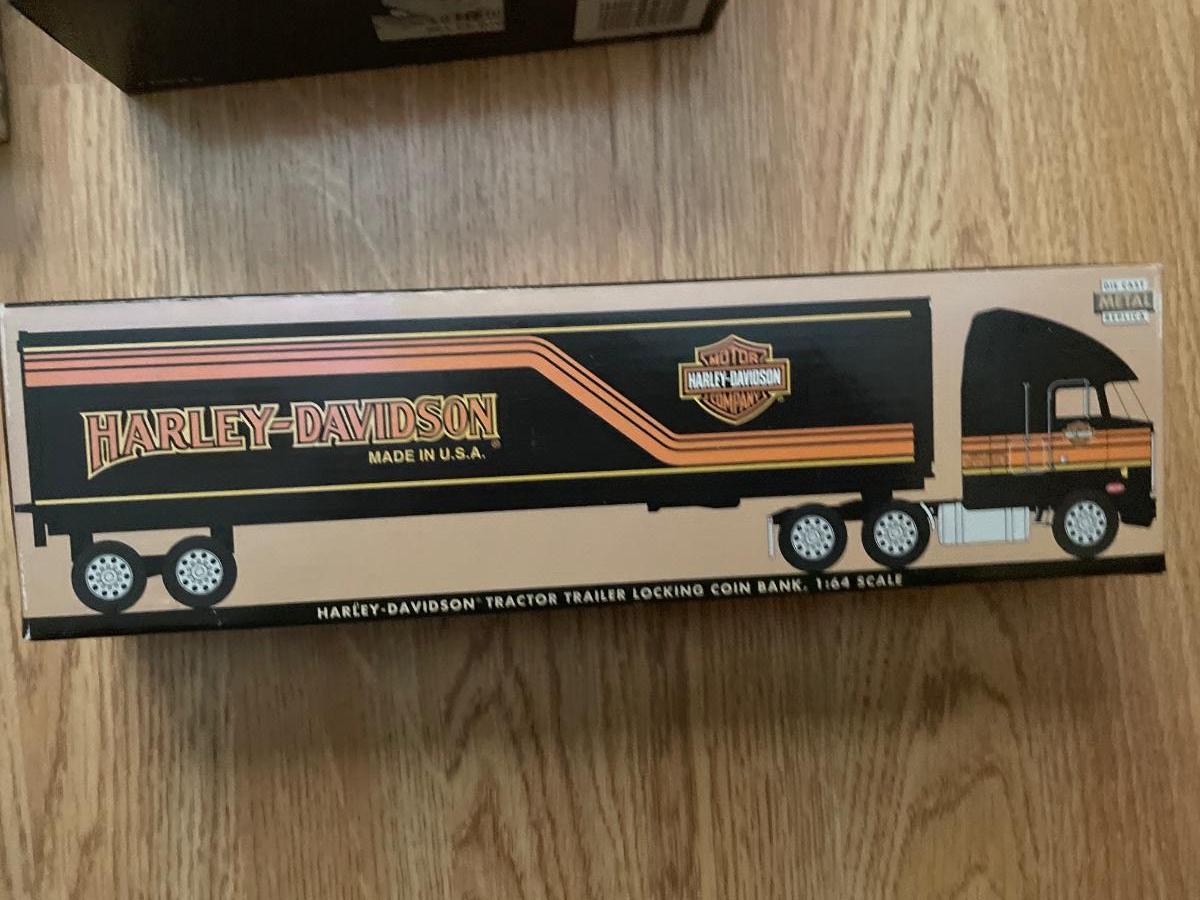 DIE CAST
METAL
REPLICA
MOTOR
HARLEY-DAVIDSON
COMPANY
®
HARLEY-DAVIDSON®
MADE IN U.S.A.
HARLEY-DAVIDSON® TRACTOR TRAILER LOCKING COIN BANK, 1:64 SCALE